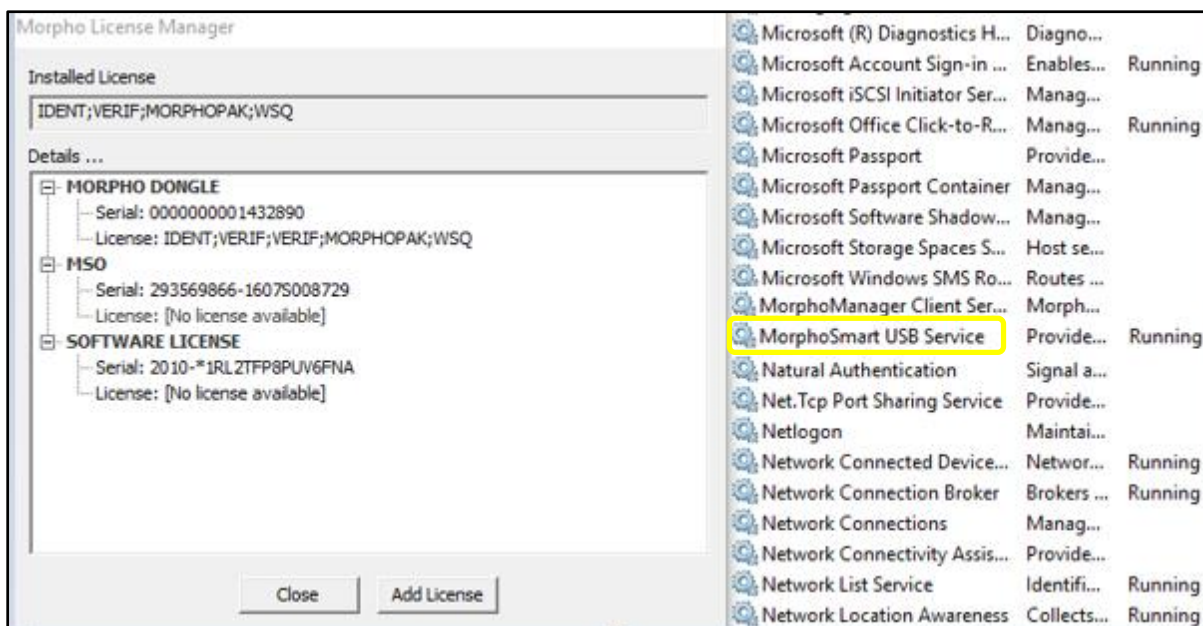 Morpho License Manager
Installed License
IDENT;VERIF;MORPHOPAK;WSQ
Details ...
MORPHO DONGLE
Serial: 0000000001432890
License: IDENT;VERIF;VERIF;MORPHOPAK;WSQ
MSO
Serial: 293569866-1607S008729
License: [No license available]
SOFTWARE LICENSE
Serial: 2010-*1RL2TFP8PUV6FNA
License: [No license available]
Close Add License
Microsoft (R) Diagnostics H... Diagno...
Microsoft Account Sign-in ... Enables... Running
Microsoft iSCSI Initiator Ser... Manag...
Microsoft Office Click-to-R... Manag... Running
Microsoft Passport Provide...
Microsoft Passport Container Manag...
Microsoft Software Shadow... Manag...
Microsoft Storage Spaces S... Host se...
Microsoft Windows SMS Ro... Routes ...
MorphoManager Client Ser... Morph...
MorphoSmart USB Service Provide... Running
Natural Authentication Signal a...
Net.Tcp Port Sharing Service Provide...
Netlogon Maintai...
Network Connected Device... Networ... Running
Network Connection Broker Brokers ... Running
Network Connections Manag...
Network Connectivity Assis... Provide...
Network List Service Identifi... Running
Network Location Awareness Collects... Running